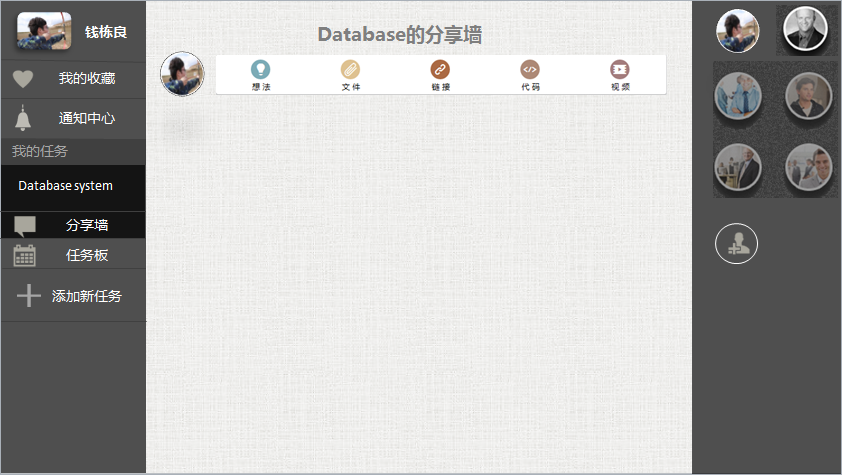 钱栋良
我的收藏
通知中心
我的任务
Database system
分享墙
任务板
添加新任务
Database的分享墙
想法
文件
链接
代码
视频